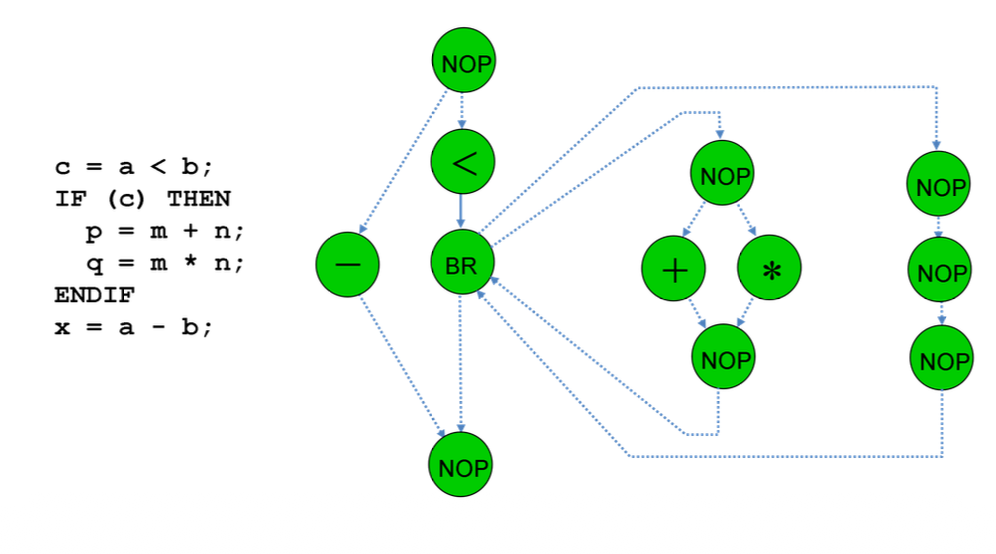 c = a < b;
IF (c) THEN
p = m + n;
q = m * n;
ENDIF
x = a - b;
NOP
<
BR
−
NOP
NOP
+
*
NOP
NOP
NOP
NOP